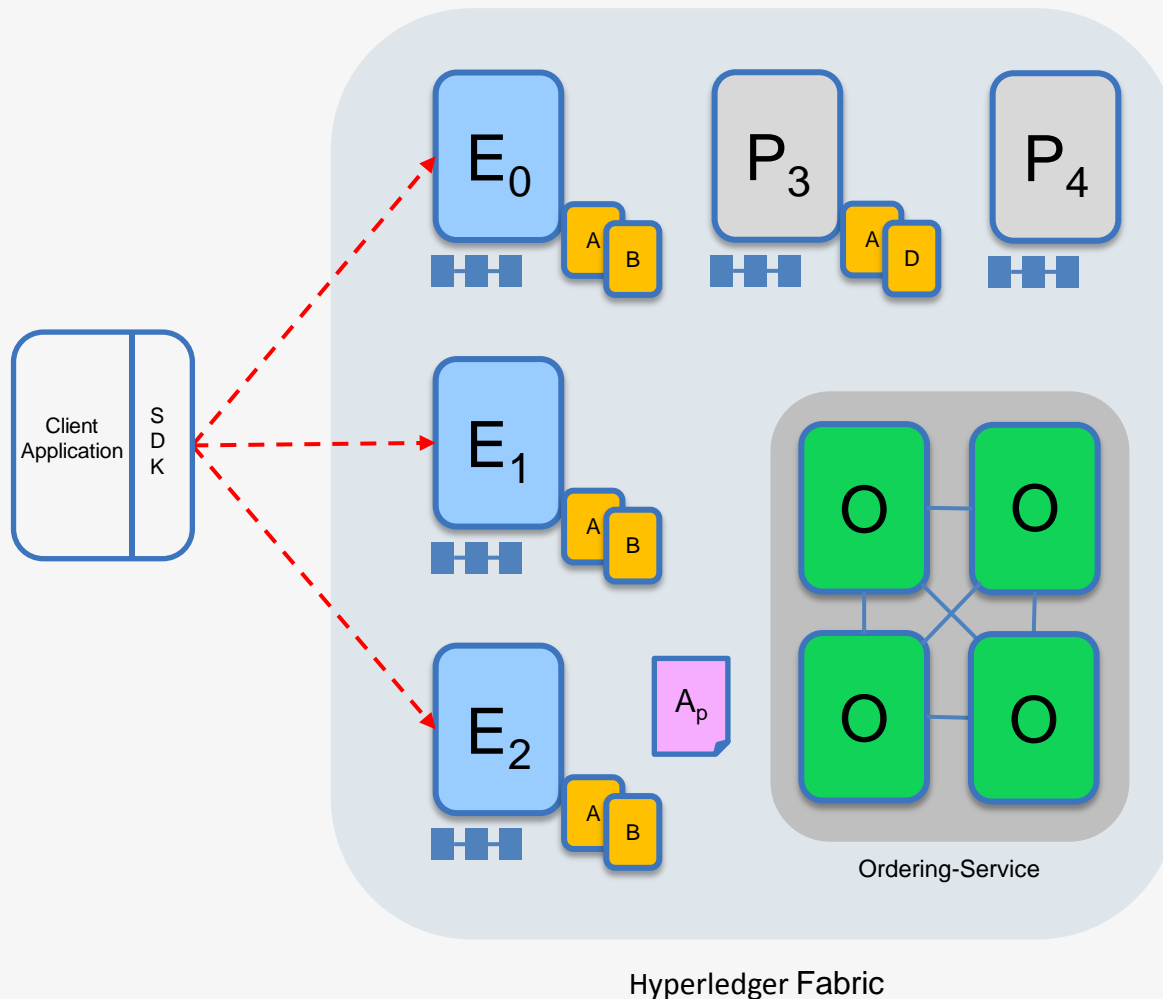 E0
P3
P4
A
B
A
D
Client
Application
S
D
K
E1
A
B
O
O
E2
Ap
O
O
A
B
Ordering-Service
Hyperledger Fabric